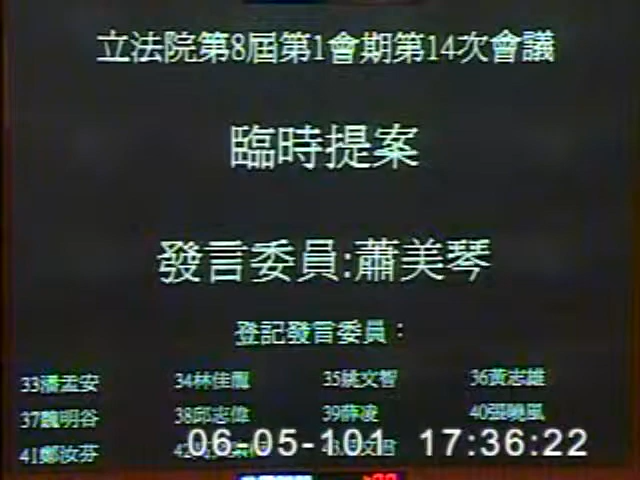 立法院第8屆第1會期第14次會議
臨時提案
發言委員:蕭美琴
登記發言委員：
33潘孟安 34林佳龍 35姚文智 36黃志雄
37魏明谷 38邱志偉 39薛凌 40張曉風
41鄭汝芬
06-05-101 17:36:22